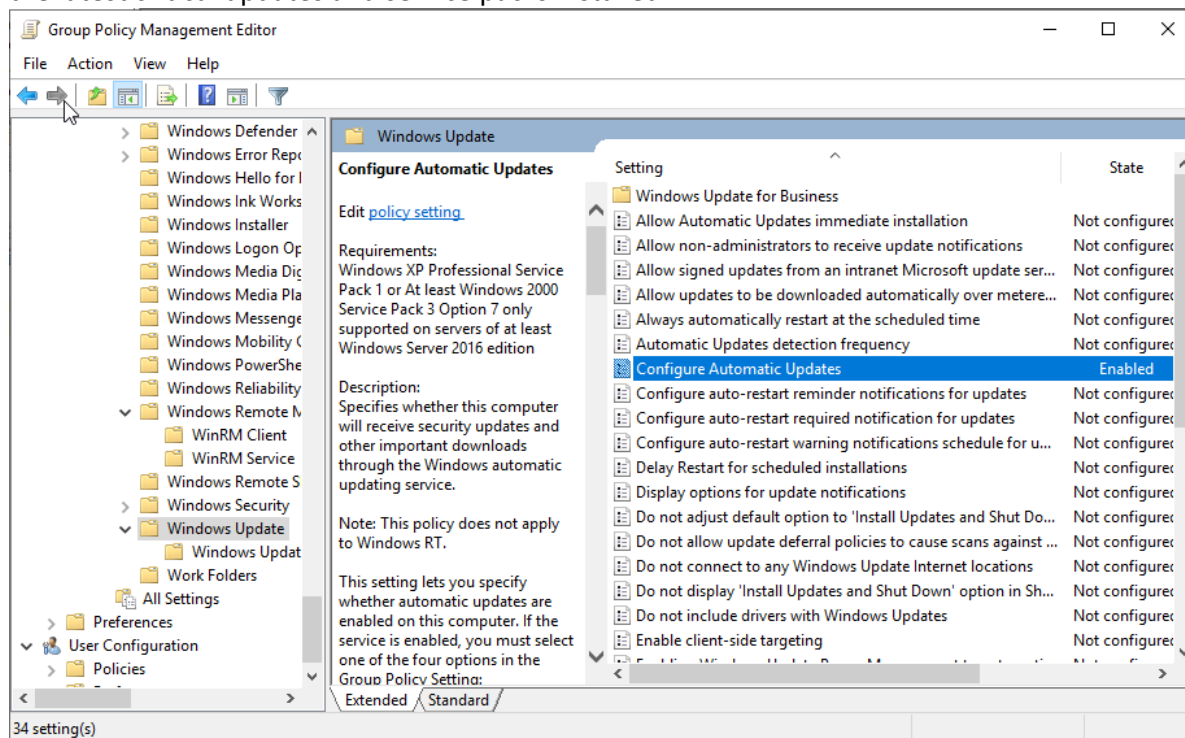 Group Policy Management Editor
File Action View Help
Windows Defender
Windows Error Repo
Windows Hello for
Windows Ink Works
Windows Installer
Windows Logon Op
Windows Media Dig
Windows Media Pla
Windows Messenge
Windows Mobility
Windows PowerShe
Windows Reliability
Windows Remote M
WinRM Client
WinRM Service
Windows Remote S
Windows Security
Windows Update
Windows Updat
Work Folders
All Settings
Preferences
User Configuration
Policies
Windows Update
Configure Automatic Updates
Edit policy setting
Requirements:
Windows XP Professional Service
Pack 1 or At least Windows 2000
Service Pack 3 Option 7 only
supported on servers of at least
Windows Server 2016 edition
Description:
Specifies whether this computer
will receive security updates and
other important downloads
through the Windows automatic
updating service.
Note: This policy does not apply
to Windows RT.
This setting lets you specify
whether automatic updates are
enabled on this computer. If the
service is enabled, you must select
one of the four options in the
Group Policy Setting:
Setting State
Windows Update for Business
Allow Automatic Updates immediate installation Not configured
Allow non-administrators to receive update notifications Not configured
Allow signed updates from an intranet Microsoft update ser... Not configured
Allow updates to be downloaded automatically over metere... Not configured
Always automatically restart at the scheduled time Not configured
Automatic Updates detection frequency Not configured
Configure Automatic Updates Enabled
Configure auto-restart reminder notifications for updates Not configured
Configure auto-restart required notification for updates Not configured
Configure auto-restart warning notifications schedule for u... Not configured
Delay Restart for scheduled installations Not configured
Display options for update notifications Not configured
Do not adjust default option to 'Install Updates and Shut Do... Not configured
Do not allow update deferral policies to cause scans against ... Not configured
Do not connect to any Windows Update Internet locations Not configured
Do not display 'Install Updates and Shut Down' option in Sh... Not configured
Do not include drivers with Windows Updates Not configured
Enable client-side targeting Not configured
Extended Standard
34 setting(s)